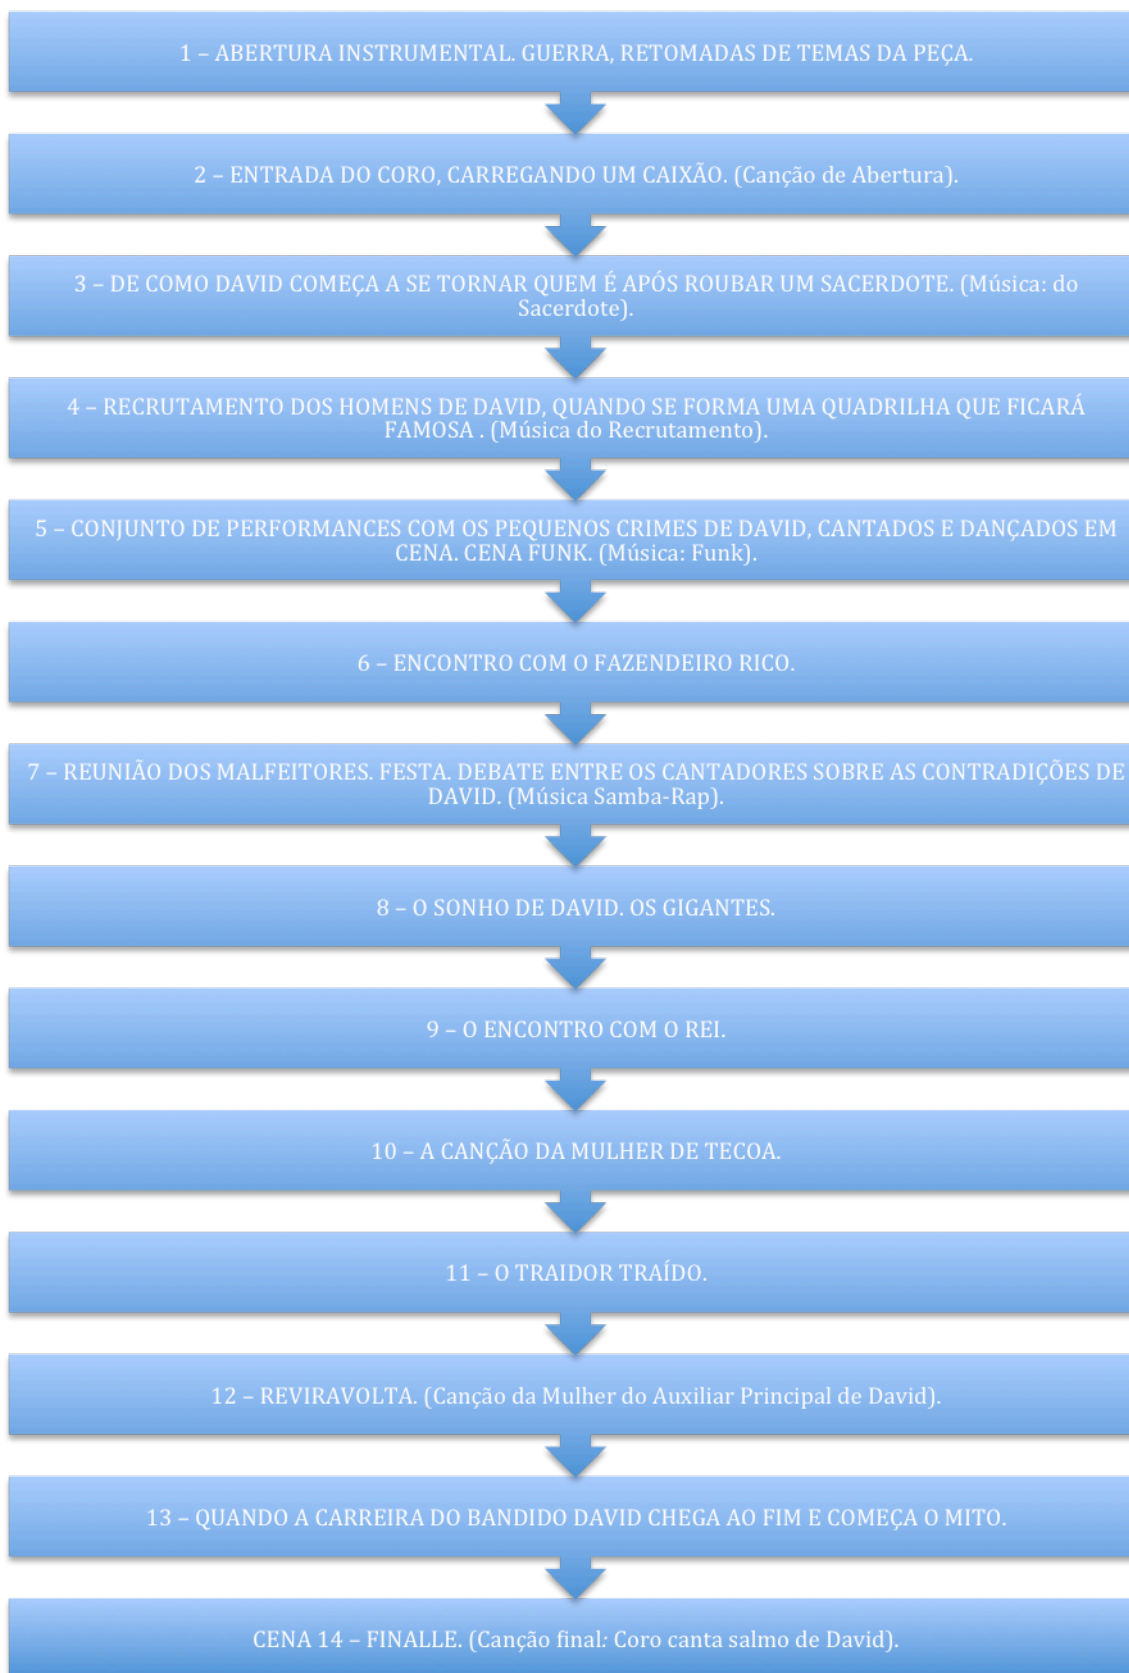 1 – ABERTURA INSTRUMENTAL. GUERRA, RETOMADAS DE TEMAS DA PEÇA.
2 – ENTRADA DO CORO, CARREGANDO UM CAIXÃO. (Canção de Abertura).
3 – DE COMO DAVID COMEÇA A SE TORNAR QUEM É APÓS ROUBAR UM SACERDOTE. (Música: do
Sacerdote).
4 – RECRUTAMENTO DOS HOMENS DE DAVID, QUANDO SE FORMA UMA QUADRILHA QUE FICARÁ
FAMOSA . (Música do Recrutamento).
5 – CONJUNTO DE PERFORMANCES COM OS PEQUENOS CRIMES DE DAVID, CANTADOS E DANÇADOS EM
CENA. CENA FUNK. (Música: Funk).
6 – ENCONTRO COM O FAZENDEIRO RICO.
7 – REUNIÃO DOS MALFEITORES. FESTA. DEBATE ENTRE OS CANTADORES SOBRE AS CONTRADIÇÕES DE
DAVID. (Música Samba-Rap).
8 – O SONHO DE DAVID. OS GIGANTES.
9 – O ENCONTRO COM O REI.
10 – A CANÇÃO DA MULHER DE TECOA.
11 – O TRAIDOR TRAÍDO.
12 – REVIRAVOLTA. (Canção da Mulher do Auxiliar Principal de David).
13 – QUANDO A CARREIRA DO BANDIDO DAVID CHEGA AO FIM E COMEÇA O MITO.
CENA 14 – FINALLE. (Canção final: Coro canta salmo de David).